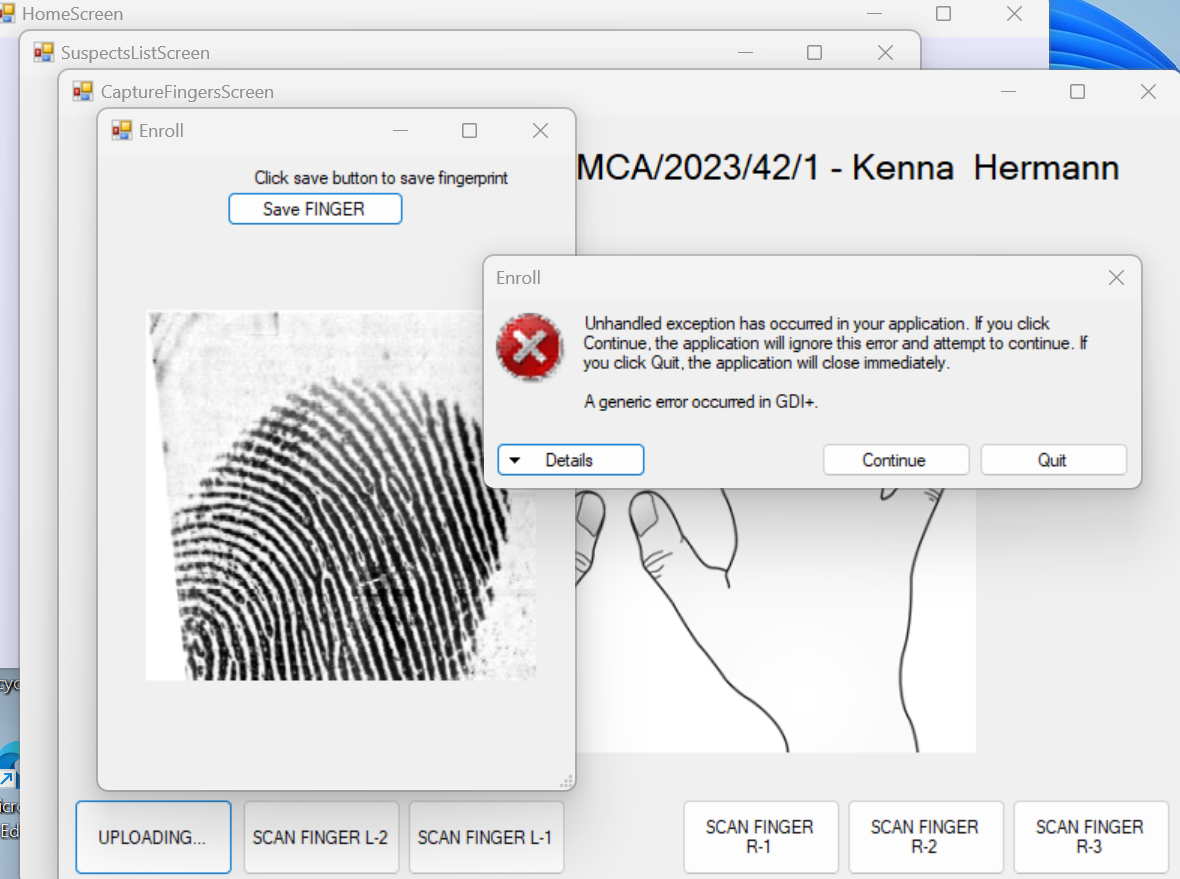 HomeScreen
SuspectsListScreen
CaptureFingersScreen
Enroll
Click save button to save fingerprint
Save FINGER
MCA/2023/42/1 - Kenna  Hermann
Enroll
Unhandled exception has occurred in your application. If you click
Continue, the application will ignore this error and attempt to continue. If
you click Quit, the application will close immediately.
A generic error occurred in GDI+.
Details
Continue
Quit
UPLOADING...
SCAN FINGER L-2
SCAN FINGER L-1
SCAN FINGER
R-1
SCAN FINGER
R-2
SCAN FINGER
R-3